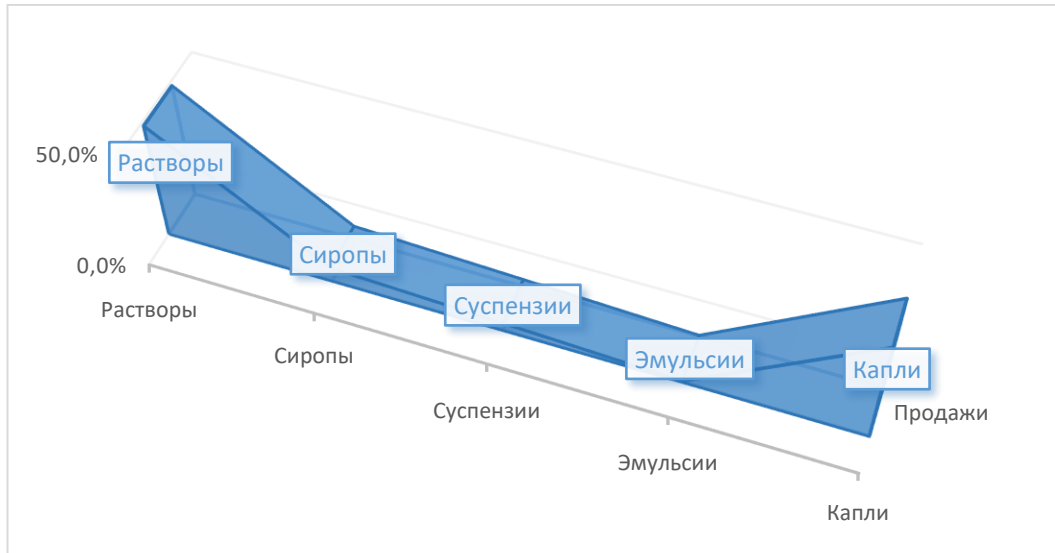 50,0%
0,0%
Растворы
Сиропы
Суспензии
Эмульсии
Капли
Растворы
Сиропы
Суспензии
Эмульсии
Капли
Продажи